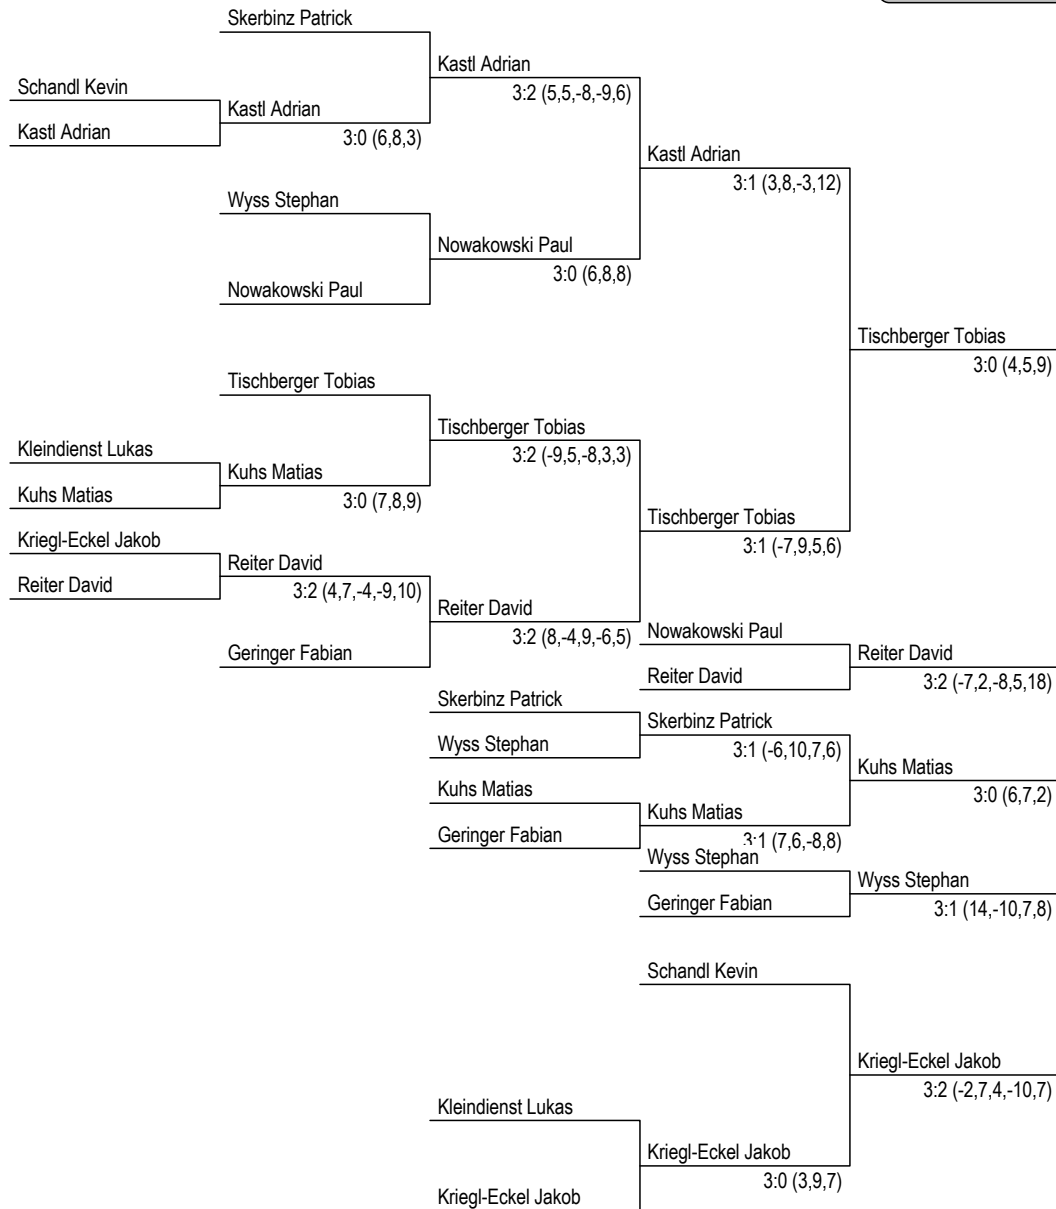 Skerbinz Patrick
Kastl Adrian
Schandl Kevin
3:2 (5,5,-8,-9,6)
Kastl Adrian
Kastl Adrian
3:0 (6,8,3)
Kastl Adrian
3:1 (3,8,-3,12)
Wyss Stephan
Nowakowski Paul
3:0 (6,8,8)
Nowakowski Paul
Tischberger Tobias
3:0 (4,5,9)
Tischberger Tobias
Tischberger Tobias
Kleindienst Lukas
3:2 (-9,5,-8,3,3)
Kuhs Matias
Kuhs Matias
3:0 (7,8,9)
Tischberger Tobias
Kriegl-Eckel Jakob
3:1 (-7,9,5,6)
Reiter David
Reiter David
3:2 (4,7,-4,-9,10)
Reiter David
Nowakowski Paul
3:2 (8,-4,9,-6,5)
Geringer Fabian
Reiter David
Reiter David
3:2 (-7,2,-8,5,18)
Skerbinz Patrick
Skerbinz Patrick
Wyss Stephan
3:1 (-6,10,7,6)
Kuhs Matias
Kuhs Matias
3:0 (6,7,2)
Kuhs Matias
Geringer Fabian
3:1 (7,6,-8,8)
Wyss Stephan
Wyss Stephan
Geringer Fabian
3:1 (14,-10,7,8)
Schandl Kevin
Kriegl-Eckel Jakob
3:2 (-2,7,4,-10,7)
Kleindienst Lukas
Kriegl-Eckel Jakob
3:0 (3,9,7)
Kriegl-Eckel Jakob